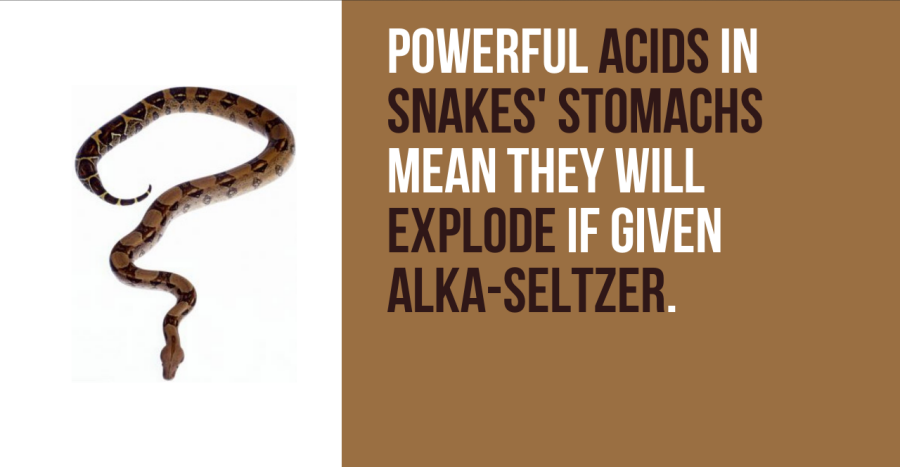 POWERFUL ACIDS IN
SNAKES' STOMACHS
MEAN THEY WILL
EXPLODE IF GIVEN
ALKA-SELTZER.